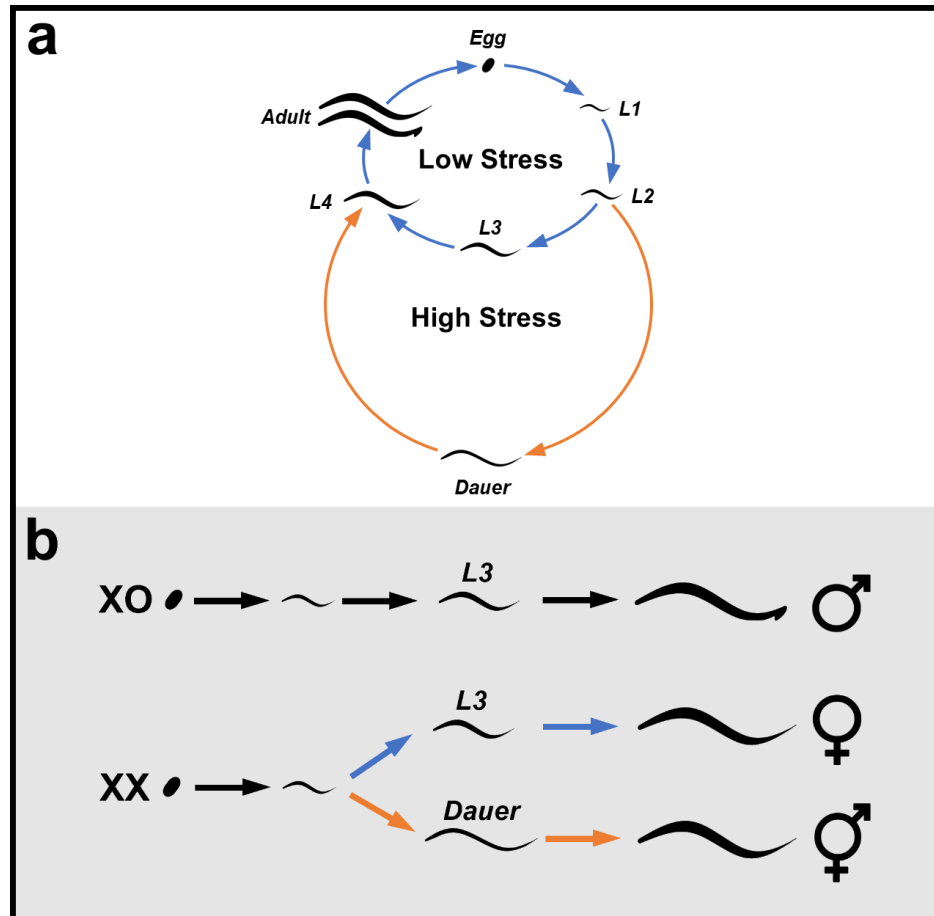 a
Egg
L1
Adult
Low Stress
L4
L2
L3
High Stress
Dauer
b
L3
XO
L3
XX
Dauer